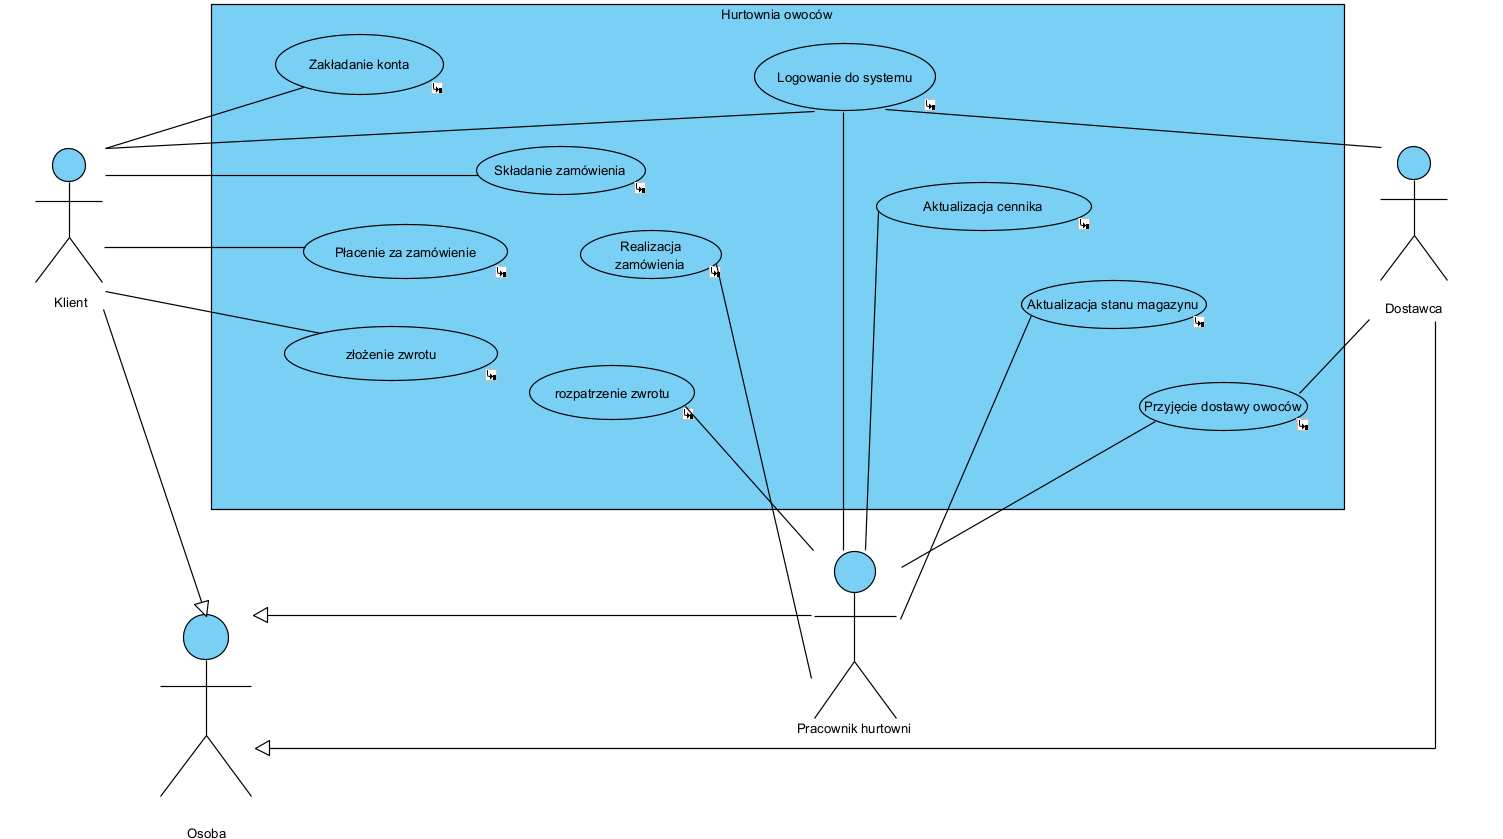 Hurtownia owoców
Zakładanie konta
Logowanie do systemu
Składanie zamówienia
Aktualizacja cennika
Płacenie za zamówienie
Realizacja
zamówienia
Klient
Aktualizacja stanu magazynu
Dostawca
złożenie zwrotu
rozpatrzenie zwrotu
Przyjęcie dostawy owoców
Pracownik hurtowni
Osoba